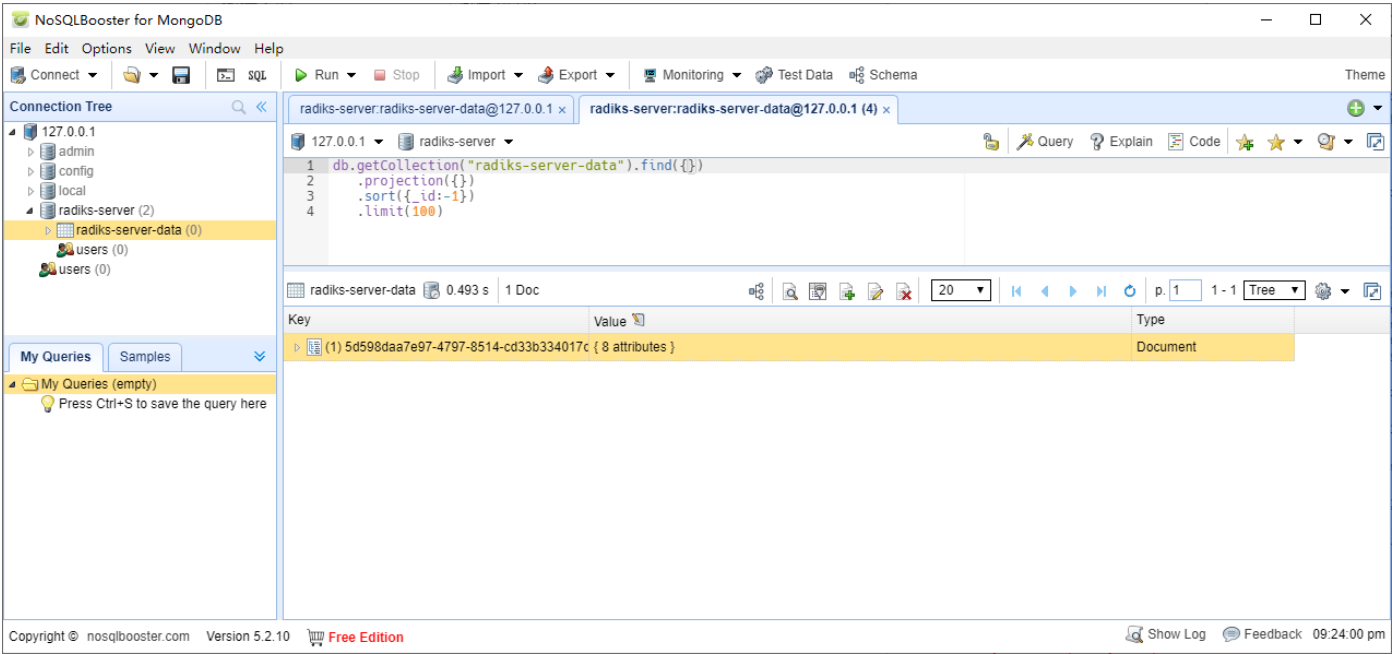 NoSQLBooster for MongoDB
File Edit Options View Window Help
Connect SQL Run Stop Import Export Monitoring Test Data Schema Theme
Connection Tree
127.0.0.1
admin
config
local
radiks-server (2)
radiks-server-data (0)
users (0)
users (0)
My Queries Samples
My Queries (empty)
Press Ctrl+S to save the query here
radiks-server:radiks-server-data@127.0.0.1 × radiks-server:radiks-server-data@127.0.0.1 (4) ×
127.0.0.1 radiks-server Query Explain Code
1 db.getCollection("radiks-server-data").find({})
2 .projection({})
3 .sort({_id:-1})
4 .limit(100)
radiks-server-data 0.493 s 1 Doc 20 p. 1 1 - 1 Tree
Key Value Type
(1) 5d598daa7e97-4797-8514-cd33b334017c { 8 attributes } Document
Copyright © nosqlbooster.com Version 5.2.10 Free Edition Show Log Feedback 09:24:00 pm